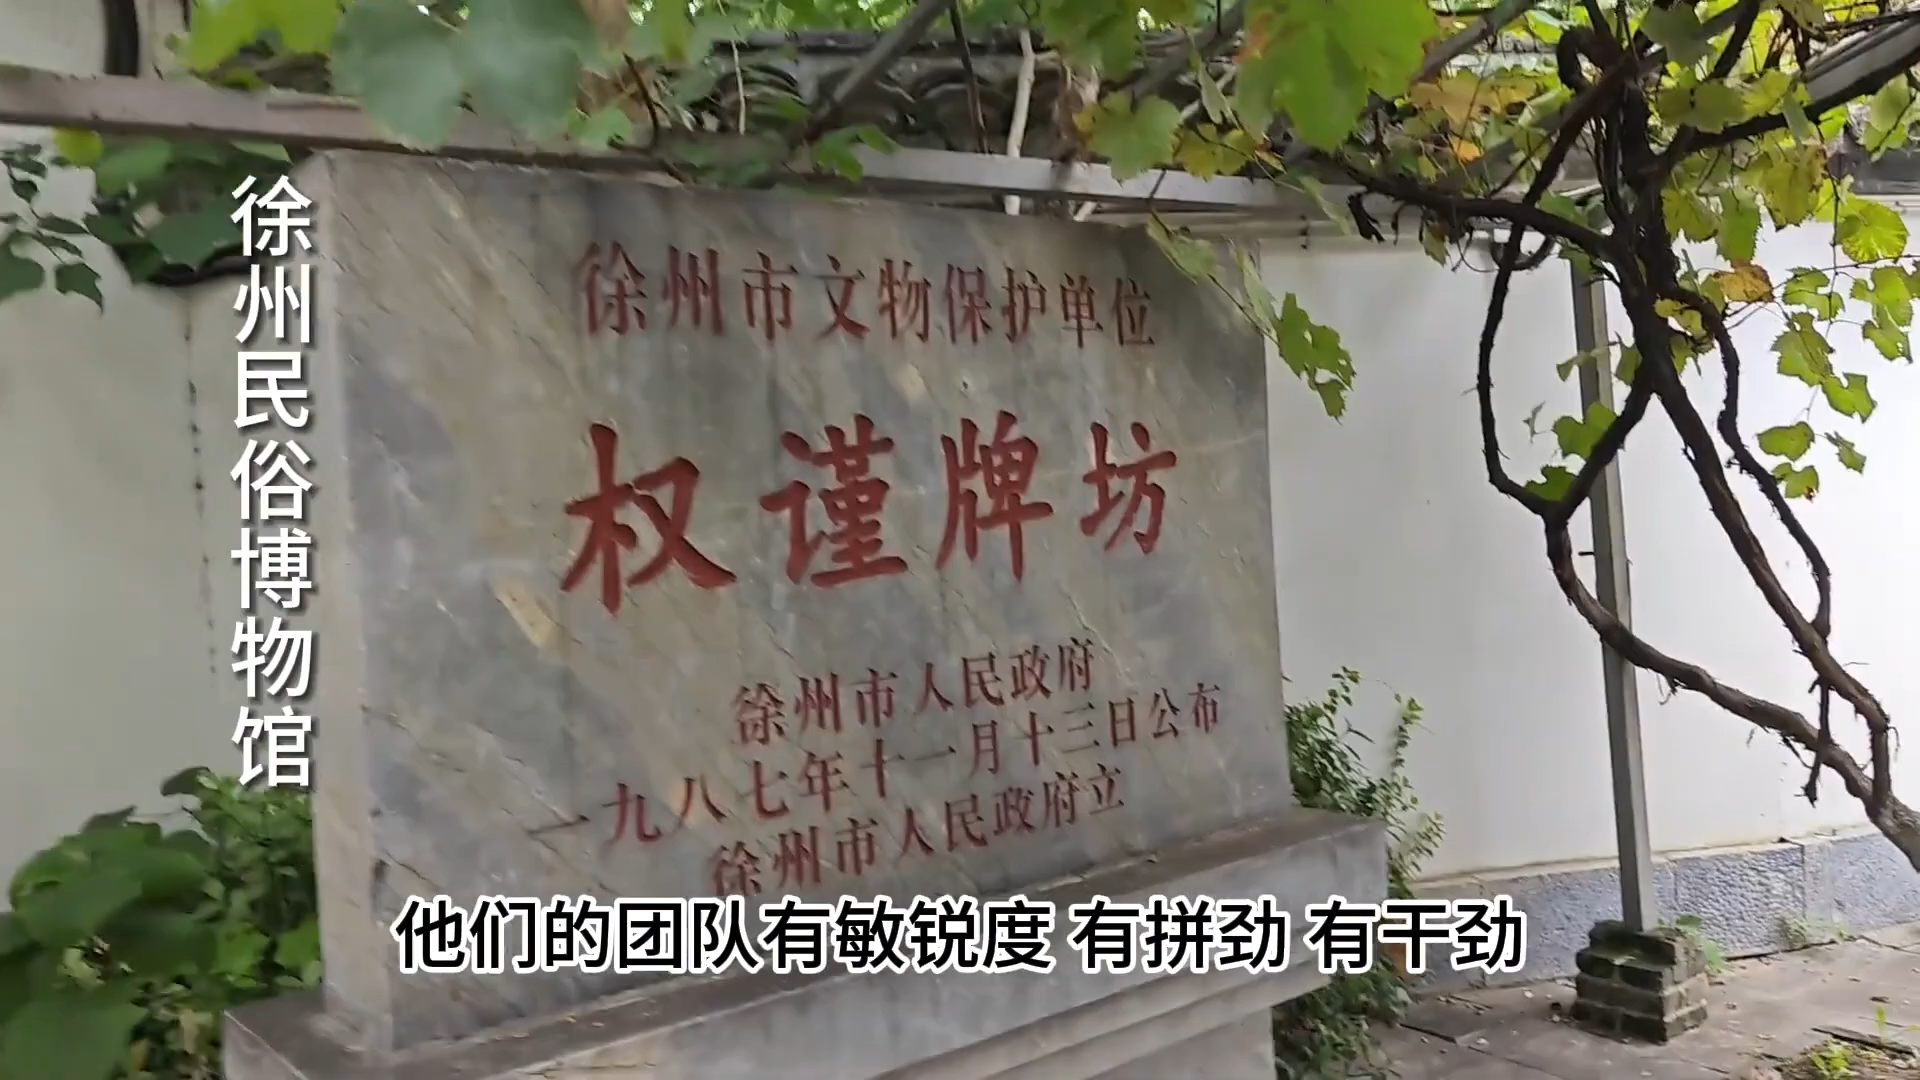 徐州民俗博物馆
徐州市文物保护单位
权谨牌坊
徐州市人民政府
一九八七年十一月十三日公布
徐州市人民政府立
他们的团队有敏锐度 有拼劲 有干劲